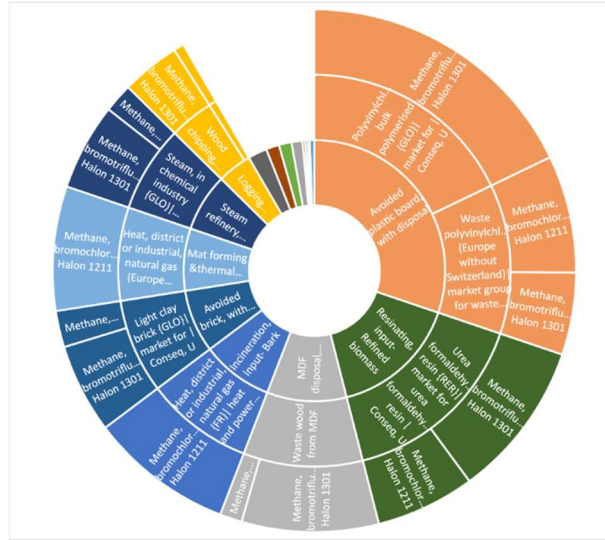 Avoided
plastic board,
with disposal
Polyvinylchl...
bulk
polymerised
{GLO}|
market for |
Conseq, U
Methane,
bromotriflu...
Halon 1301
Waste
polyvinylchl...
{Europe
without
Switzerland}|
market group
for waste...
Methane,
bromochlor...
Halon 1211
Methane,
bromotriflu...
Halon 1301
Resinating,
input-
Refined
biomass
Urea
formaldehy...
resin {RER}|
market for
urea
formaldehy...
resin |
Conseq, U
Methane,
bromotriflu...
Halon 1301
Methane,
bromochlor...
Halon 1211
MDF
disposal,...
Waste wood
from MDF
Methane,
bromotriflu...
Halon 1301
Methane,...
Incineration,
input- Bark
Heat, district
or industrial,
natural gas
{FR}| heat
and power...
Methane,
bromochlor...
Halon 1211
Avoided
brick, with...
Light clay
brick {GLO}|
market for |
Conseq, U
Methane,
bromotriflu...
Halon 1301
Methane,...
Mat forming
&thermal...
Heat, district
or industrial,
natural gas
{Europe...
Methane,
bromochlor...
Halon 1211
Steam
refinery,...
Steam, in
chemical
industry
{GLO}|...
Methane,
bromotriflu...
Halon 1301
Methane,...
Logging...
Wood
chipping,...
Methane,
bromotriflu...
Halon 1301